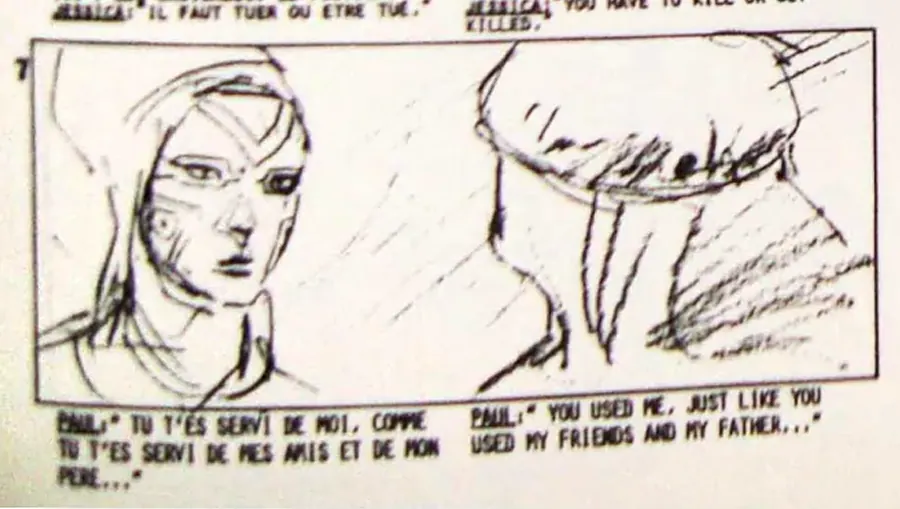 JESSICA: "IL FAUT TUER OU ETRE TUE."
JESSICA: "YOU HAVE TO KILL OR GET
KILLED.
7
PAUL: "TU T'ES SERVI DE MOI, COMME
TU T'ES SERVI DE MES AMIS ET DE MON
PERE..."
PAUL: "YOU USED ME, JUST LIKE YOU
USED MY FRIENDS AND MY FATHER..."